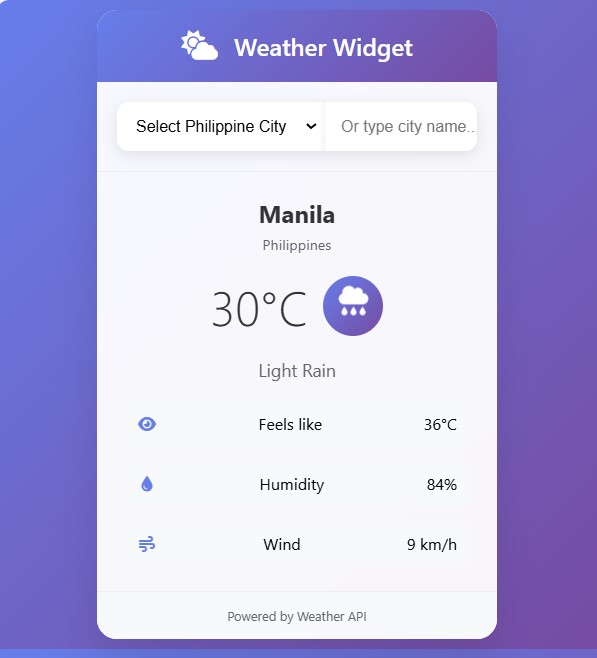 Weather Widget
Select Philippine City
Or type city name...
Manila
Philippines
30°C
Light Rain
Feels like 36°C
Humidity 84%
Wind 9 km/h
Powered by Weather API